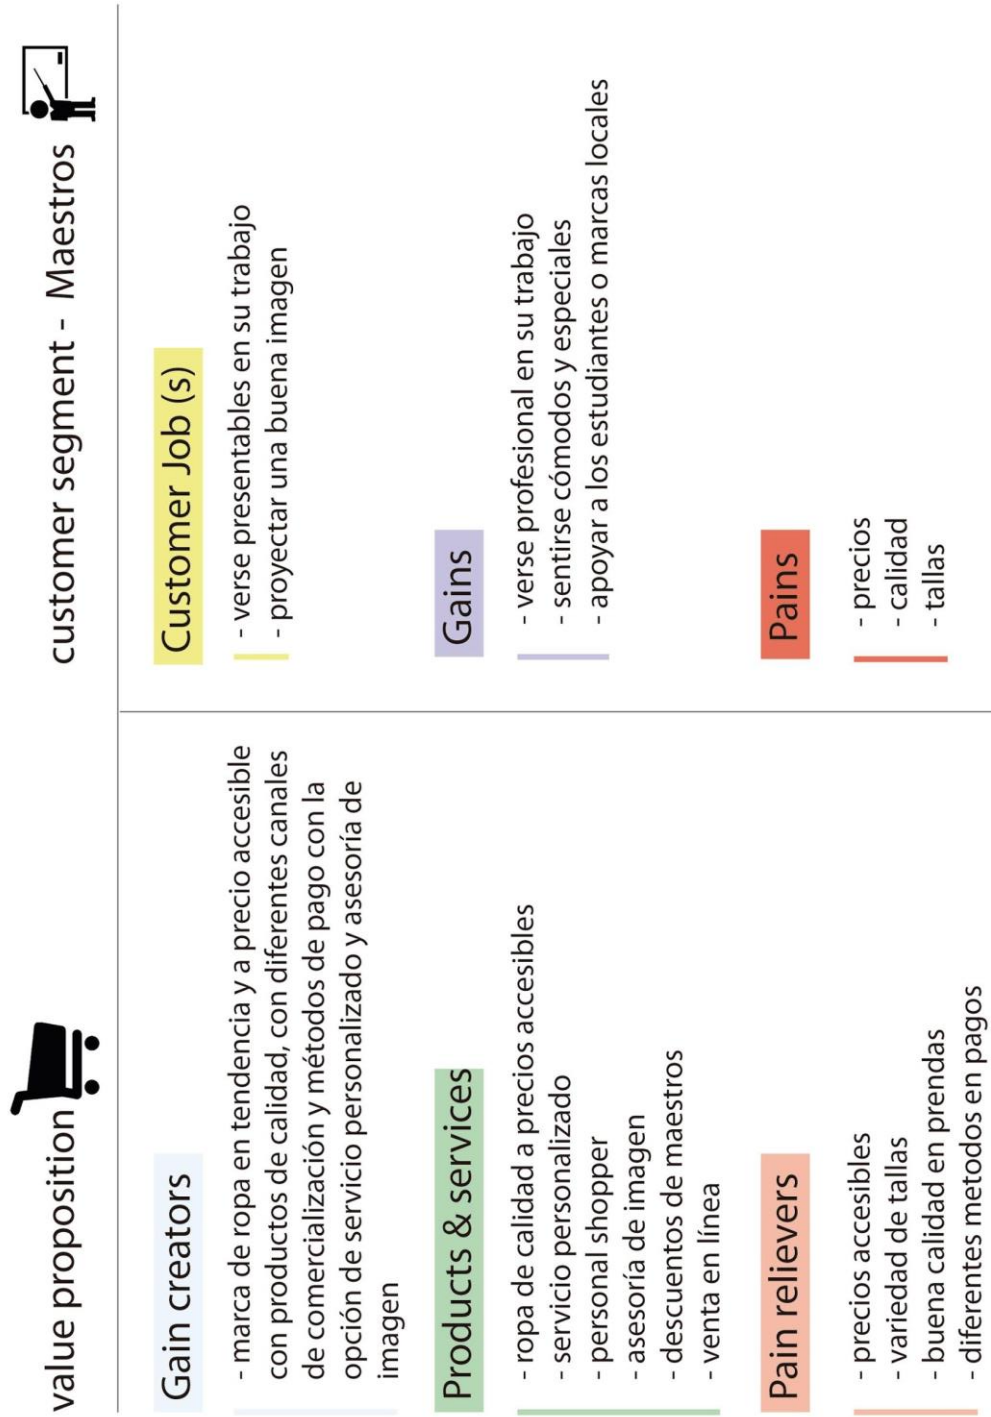 value proposition
Gain creators
- marca de ropa en tendencia y a precio accesible
con productos de calidad, con diferentes canales
de comercialización y métodos de pago con la
opción de servicio personalizado y asesoría de
imagen
Products & services
- ropa de calidad a precios accesibles
- servicio personalizado
- personal shopper
- asesoría de imagen
- descuentos de maestros
- venta en línea
Pain relievers
- precios accesibles
- variedad de tallas
- buena calidad en prendas
- diferentes metodos en pagos
customer segment - Maestros
Customer Job (s)
- verse presentables en su trabajo
- proyectar una buena imagen
Gains
- verse profesional en su trabajo
- sentirse cómodos y especiales
- apoyar a los estudiantes o marcas locales
Pains
- precios
- calidad
- tallas